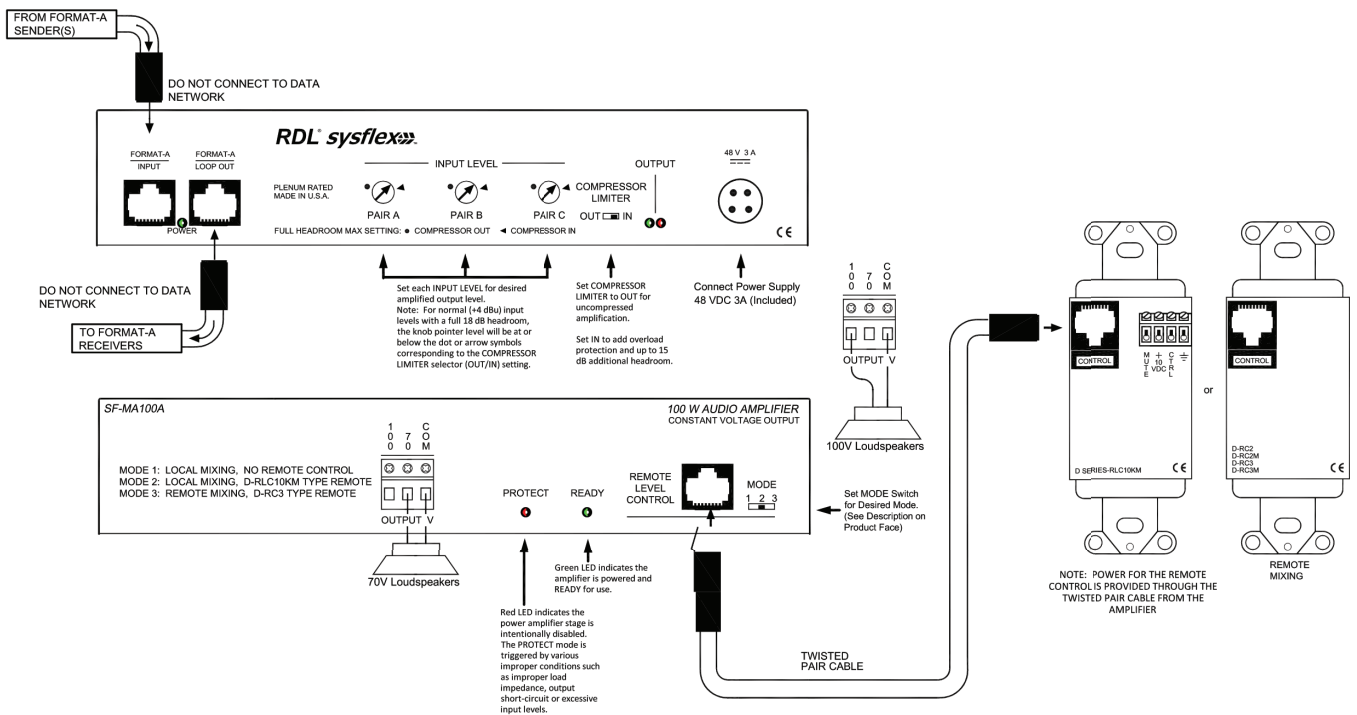 FROM FORMAT-A
SENDER(S)
DO NOT CONNECT TO DATA
NETWORK
RDL® sysflex™
FORMAT-A
INPUT
FORMAT-A
LOOP OUT
POWER
PLENUM RATED
MADE IN U.S.A.
INPUT LEVEL
PAIR A
PAIR B
PAIR C
COMPRESSOR
LIMITER
OUT IN
OUTPUT
48 V 3 A
FULL HEADROOM MAX SETTING: ● COMPRESSOR OUT ◄ COMPRESSOR IN
CE
DO NOT CONNECT TO DATA
NETWORK
TO FORMAT-A
RECEIVERS
Set each INPUT LEVEL for desired
amplified output level.
Note: For normal (+4 dBu) input
levels with a full 18 dB headroom,
the knob pointer level will be at or
below the dot or arrow symbols
corresponding to the COMPRESSOR
LIMITER selector (OUT/IN) setting.
Set COMPRESSOR
LIMITER to OUT for
uncompressed
amplification.
Set IN to add overload
protection and up to 15
dB additional headroom.
Connect Power Supply
48 VDC 3A (Included)
100 70 COM
OUTPUT V
100V Loudspeakers
SF-MA100A
100 W AUDIO AMPLIFIER
CONSTANT VOLTAGE OUTPUT
MODE 1: LOCAL MIXING, NO REMOTE CONTROL
MODE 2: LOCAL MIXING, D-RLC10KM TYPE REMOTE
MODE 3: REMOTE MIXING, D-RC3 TYPE REMOTE
100 70 COM
OUTPUT V
70V Loudspeakers
PROTECT
READY
REMOTE
LEVEL
CONTROL
MODE
1 2 3
Set MODE Switch
for Desired Mode.
(See Description on
Product Face)
Green LED indicates the
amplifier is powered and
READY for use.
Red LED indicates the
power amplifier stage is
intentionally disabled.
The PROTECT mode is
triggered by various
improper conditions such
as improper load
impedance, output
short-circuit or excessive
input levels.
TWISTED
PAIR CABLE
CONTROL
MUTE + 10 VDC CTRL
D SERIES-RLC10KM
CE
or
CONTROL
D-RC2
D-RC2M
D-RC3
D-RC3M
CE
REMOTE
MIXING
NOTE: POWER FOR THE REMOTE
CONTROL IS PROVIDED THROUGH THE
TWISTED PAIR CABLE FROM THE
AMPLIFIER